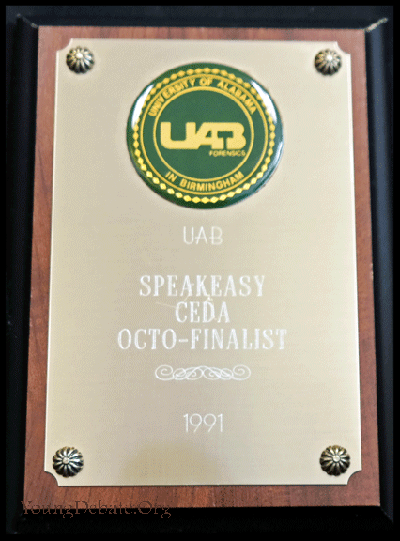 UNIVERSITY OF ALABAMA
UAB
FORENSICS
IN BIRMINGHAM
UAB
SPEAKEASY
CEDA
OCTO-FINALIST
1991
YoungDebate.Org